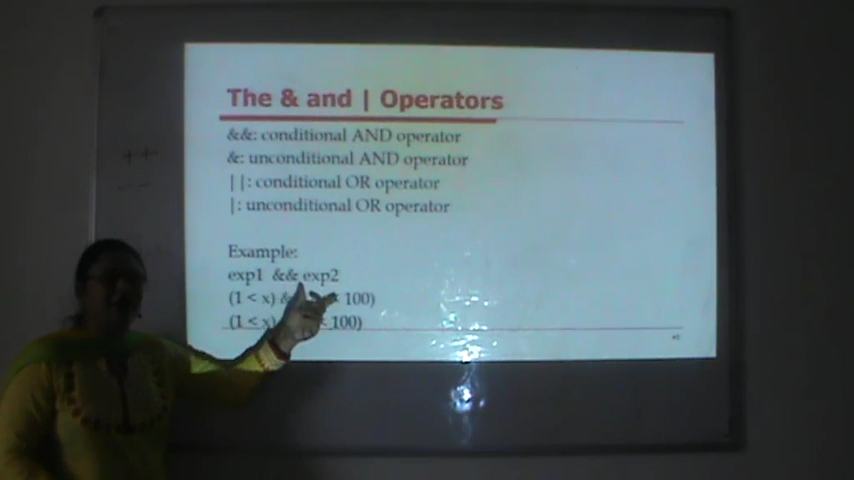 The & and | Operators
&&: conditional AND operator
&: unconditional AND operator
||: conditional OR operator
|: unconditional OR operator
Example:
exp1 && exp2
(1 < x) & < 100)
(1 < x) < 100)
++
--